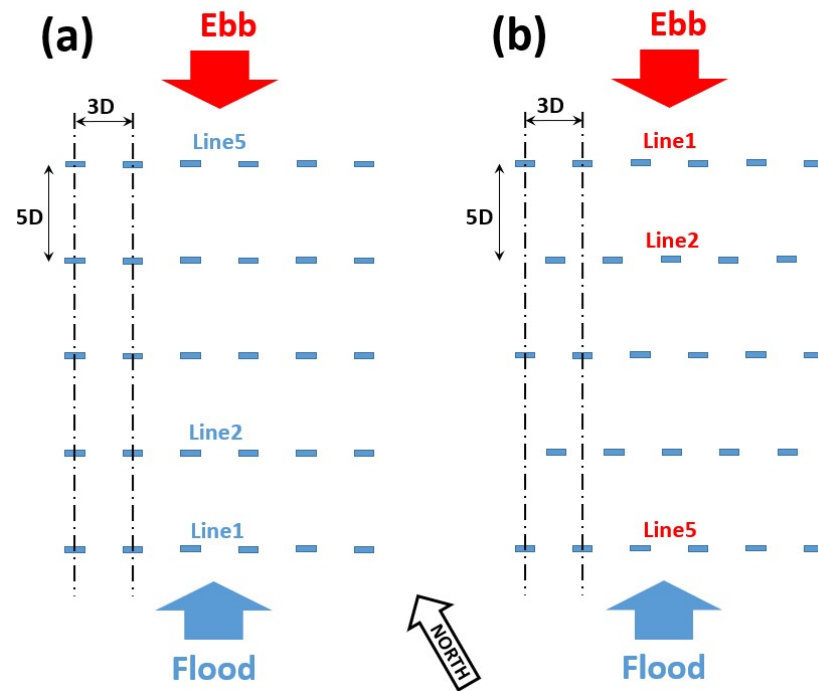 (a)
Ebb
3D
Line5
5D
Line2
Line1
Flood
(b)
Ebb
3D
Line1
5D
Line2
Line5
Flood
NORTH